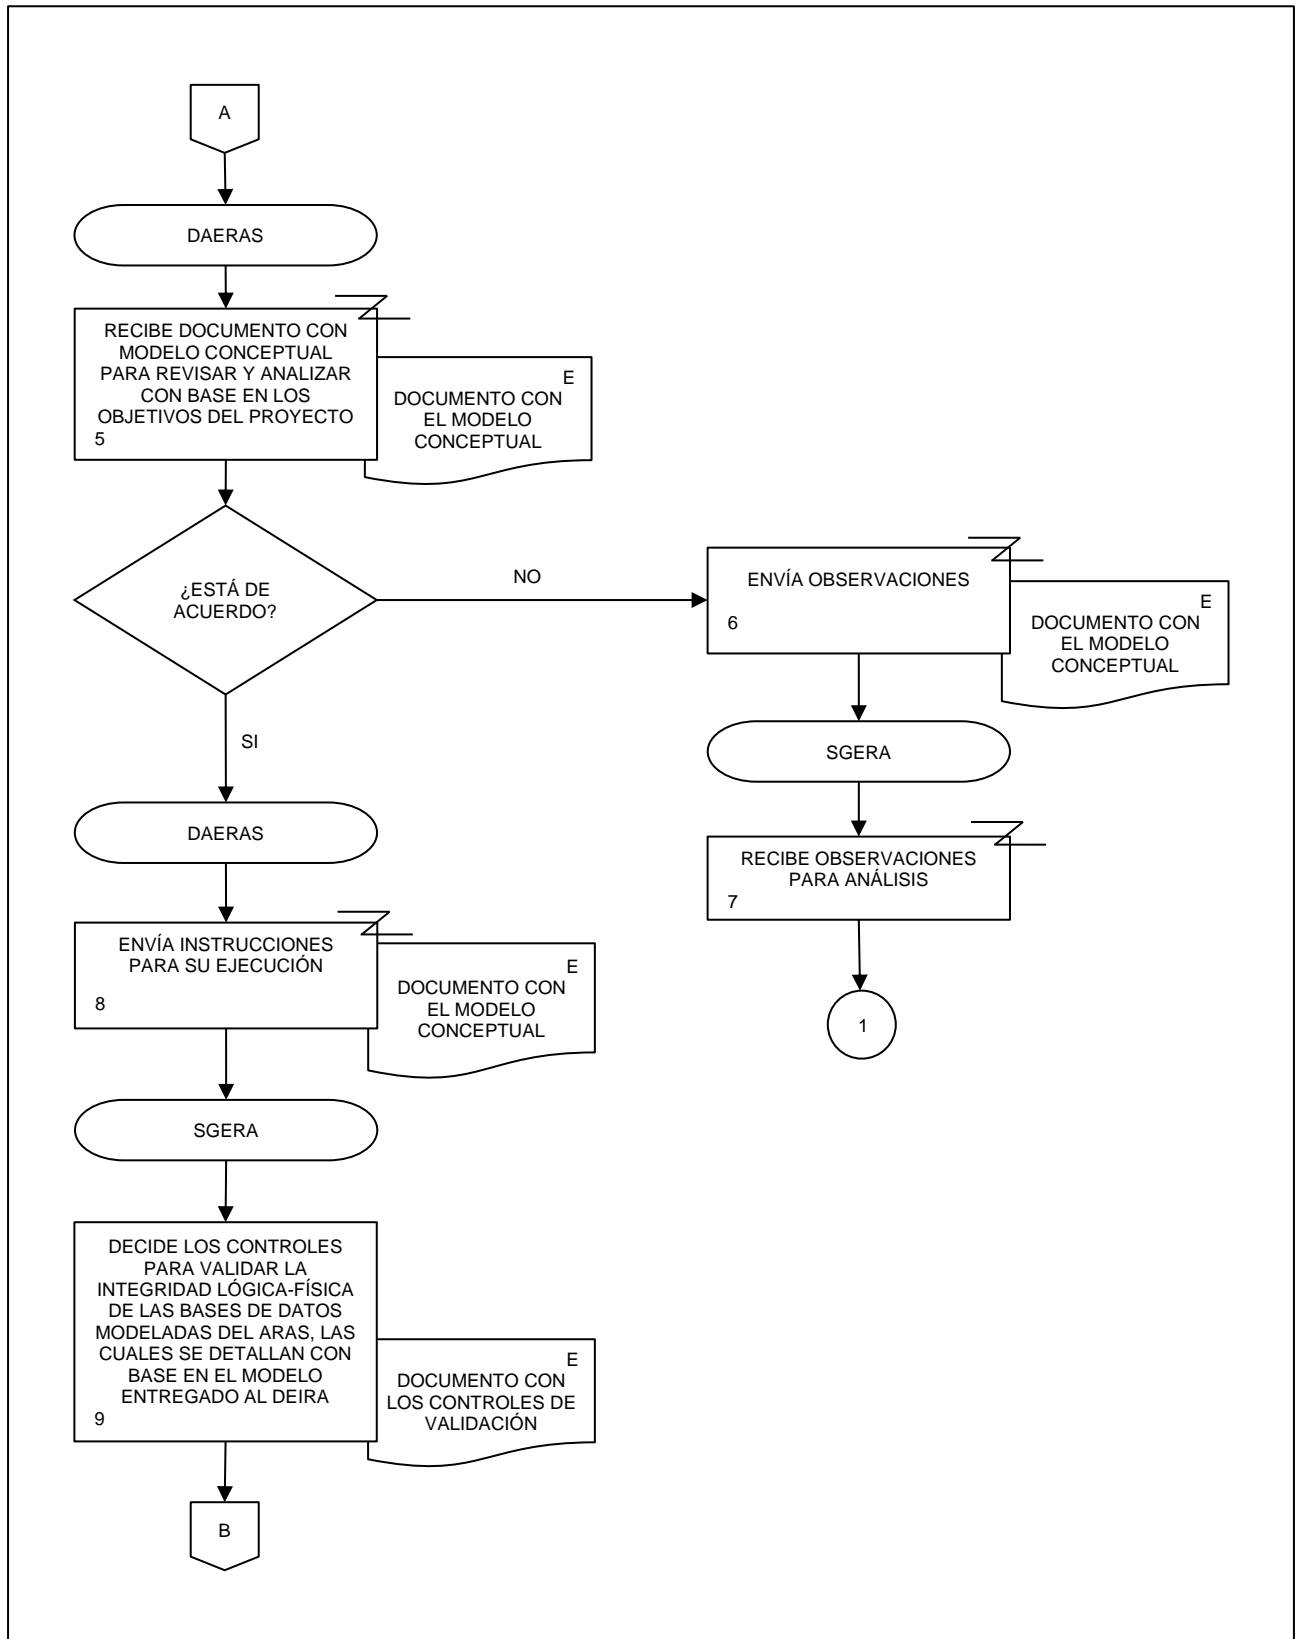 A
DAERAS
RECIBE DOCUMENTO CON
MODELO CONCEPTUAL
PARA REVISAR Y ANALIZAR
CON BASE EN LOS
OBJETIVOS DEL PROYECTO
5
E
DOCUMENTO CON
EL MODELO
CONCEPTUAL
¿ESTÁ DE
ACUERDO?
NO
ENVÍA OBSERVACIONES
6
E
DOCUMENTO CON
EL MODELO
CONCEPTUAL
SGERA
RECIBE OBSERVACIONES
PARA ANÁLISIS
7
1
SI
DAERAS
ENVÍA INSTRUCCIONES
PARA SU EJECUCIÓN
8
E
DOCUMENTO CON
EL MODELO
CONCEPTUAL
SGERA
DECIDE LOS CONTROLES
PARA VALIDAR LA
INTEGRIDAD LÓGICA-FÍSICA
DE LAS BASES DE DATOS
MODELADAS DEL ARAS, LAS
CUALES SE DETALLAN CON
BASE EN EL MODELO
ENTREGADO AL DEIRA
9
E
DOCUMENTO CON
LOS CONTROLES DE
VALIDACIÓN
B